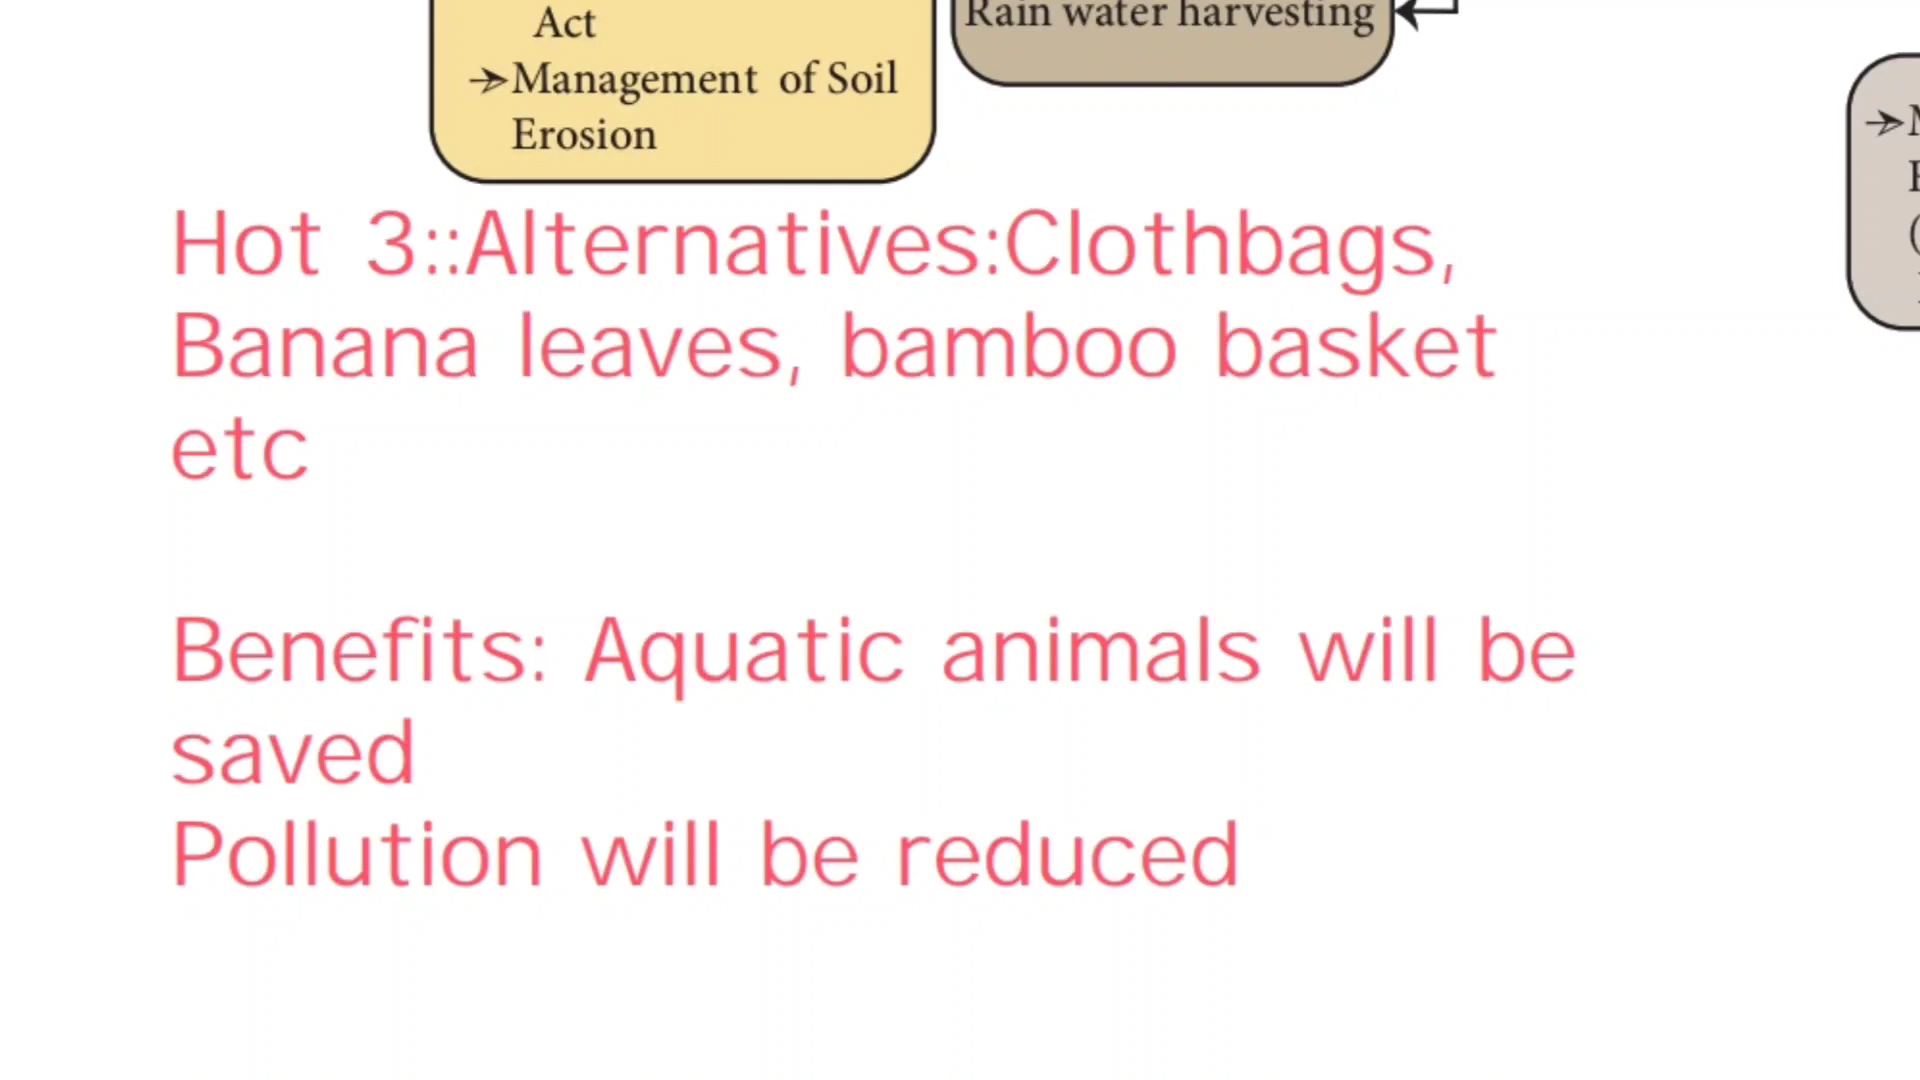 Act
Rain water harvesting
➣Management of Soil
Erosion
Hot 3::Alternatives:Clothbags,
Banana leaves, bamboo basket
etc
Benefits: Aquatic animals will be
saved
Pollution will be reduced